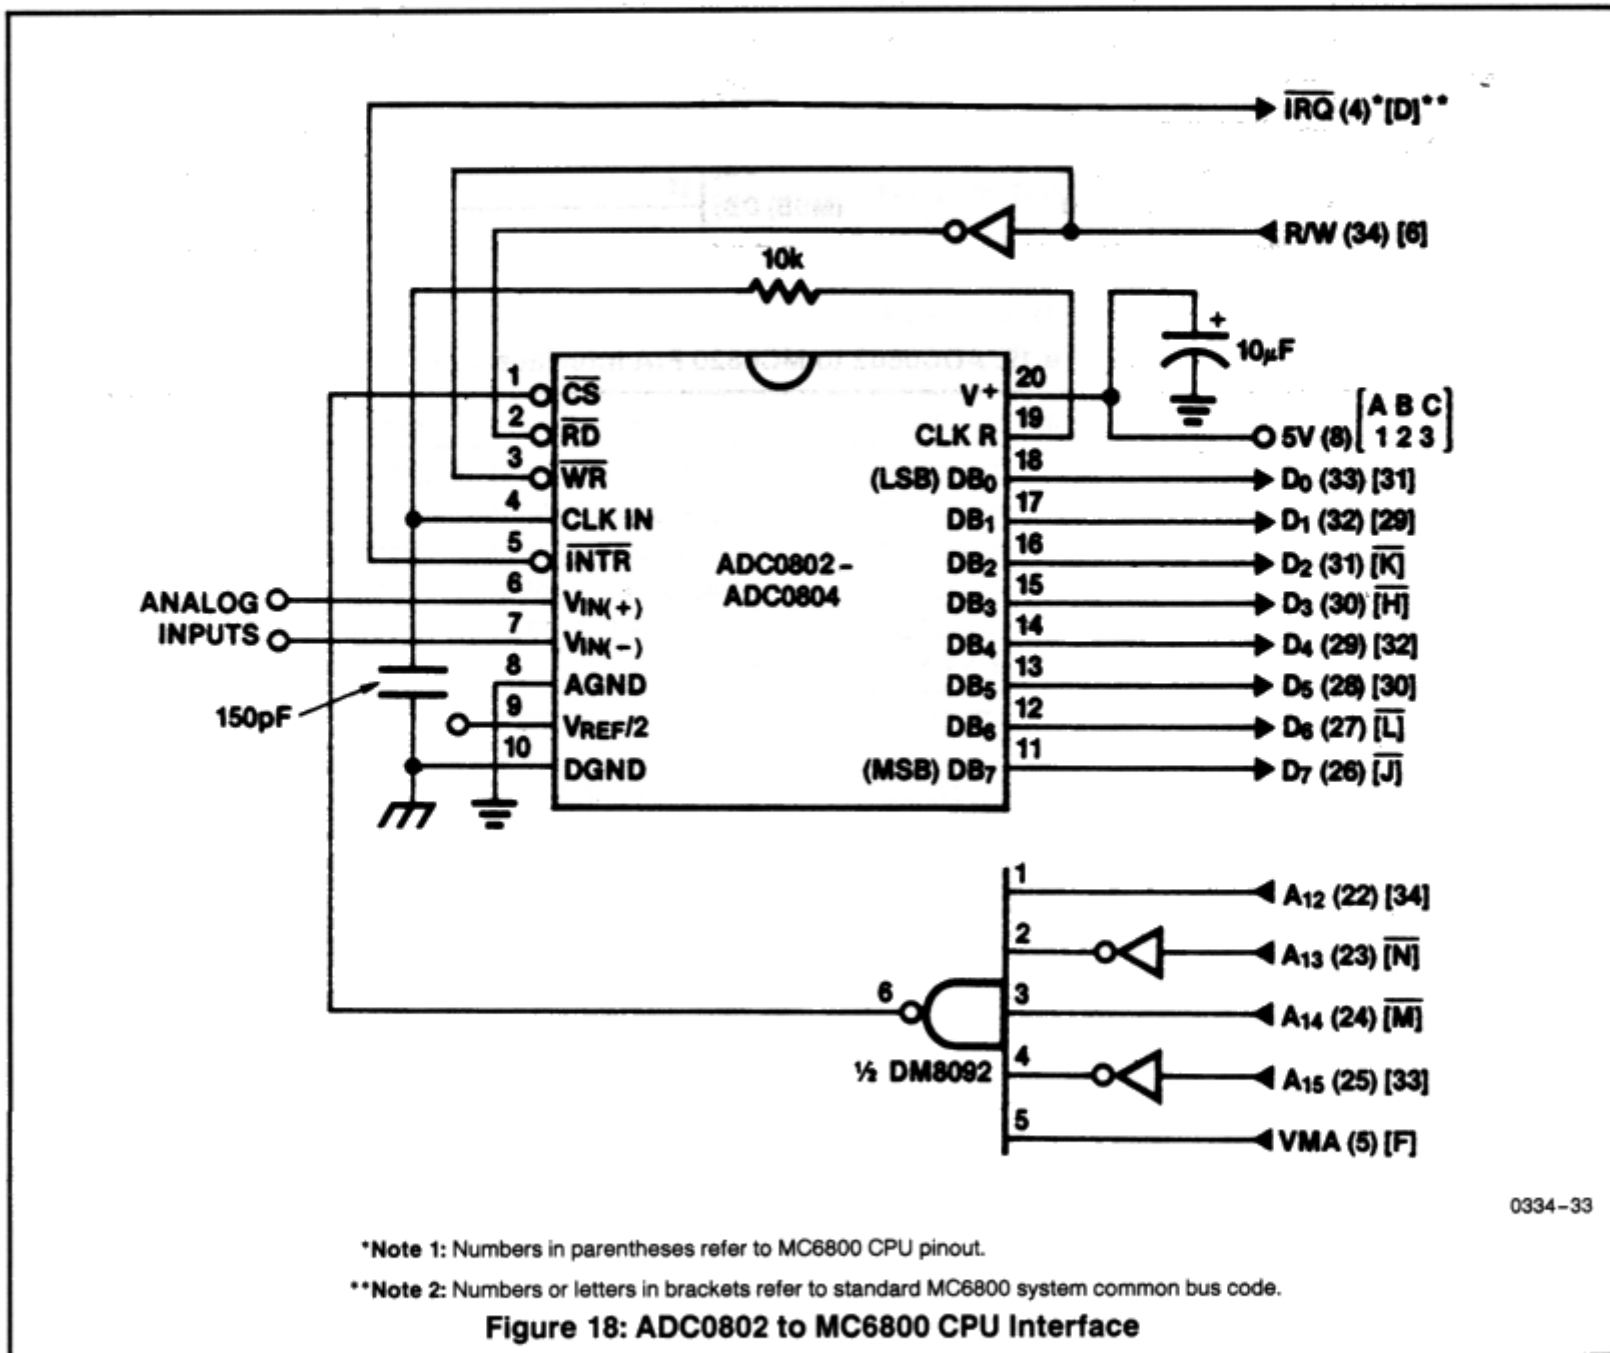 IRQ (4)*[D]**
R/W (34) [6]
10k
+
10µF
1 CS
2 RD
3 WR
4 CLK IN
5 INTR
6 VIN(+)
7 VIN(-)
8 AGND
9 VREF/2
10 DGND
ANALOG
INPUTS
150pF
ADC0802-
ADC0804
V+ 20
CLK R 19
(LSB) DB0 18
DB1 17
DB2 16
DB3 15
DB4 14
DB5 13
DB6 12
(MSB) DB7 11
5V (8) [A B C
1 2 3]
D0 (33) [31]
D1 (32) [29]
D2 (31) [K]
D3 (30) [H]
D4 (29) [32]
D5 (28) [30]
D6 (27) [L]
D7 (26) [J]
1 A12 (22) [34]
2 A13 (23) [N]
6
3 A14 (24) [M]
½ DM8092
4 A15 (25) [33]
5 VMA (5) [F]
0334-33
*Note 1: Numbers in parentheses refer to MC6800 CPU pinout.
**Note 2: Numbers or letters in brackets refer to standard MC6800 system common bus code.
Figure 18: ADC0802 to MC6800 CPU Interface